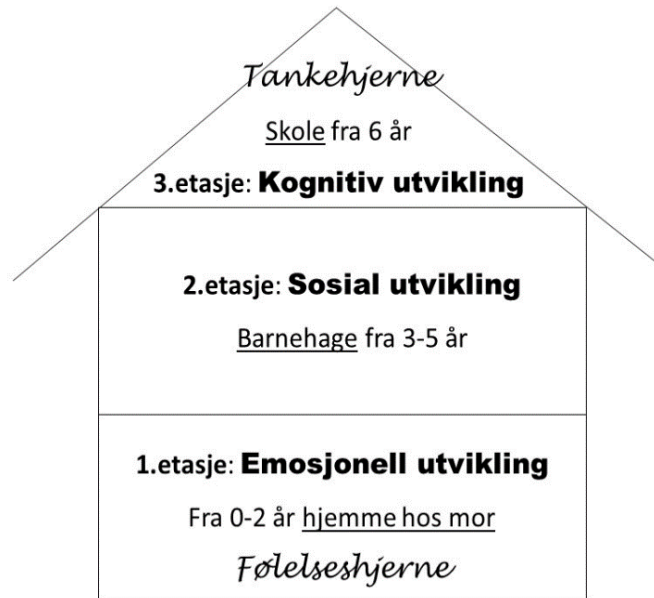 Tankehjerne
Skole fra 6 år
3.etasje: Kognitiv utvikling
2.etasje: Sosial utvikling
Barnehage fra 3-5 år
1.etasje: Emosjonell utvikling
Fra 0-2 år hjemme hos mor
Følelseshjerne